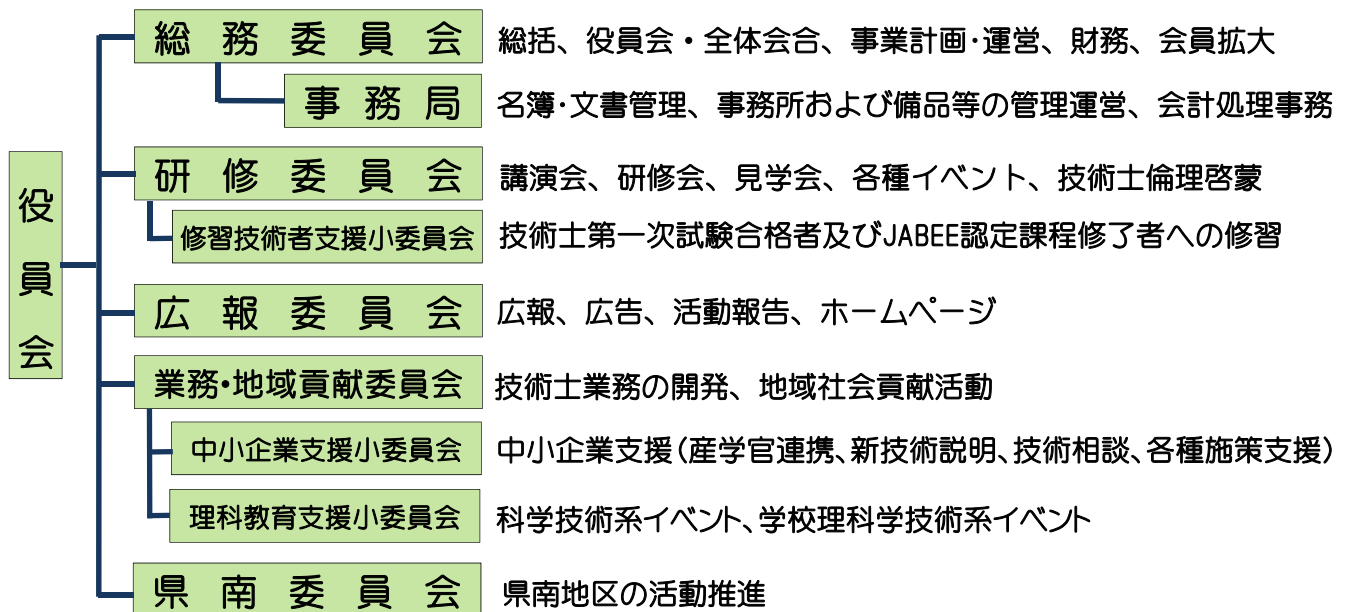 役員会
総務委員会 総括、役員会・全体会合、事業計画･運営、財務、会員拡大
事務局 名簿･文書管理、事務所および備品等の管理運営、会計処理事務
研修委員会 講演会、研修会、見学会、各種イベント、技術士倫理啓蒙
修習技術者支援小委員会 技術士第一次試験合格者及びJABEE認定課程修了者への修習
広報委員会 広報、広告、活動報告、ホームページ
業務･地域貢献委員会 技術士業務の開発、地域社会貢献活動
中小企業支援小委員会 中小企業支援(産学官連携､新技術説明､技術相談､各種施策支援)
理科教育支援小委員会 科学技術系イベント､学校理科学技術系イベント
県南委員会 県南地区の活動推進